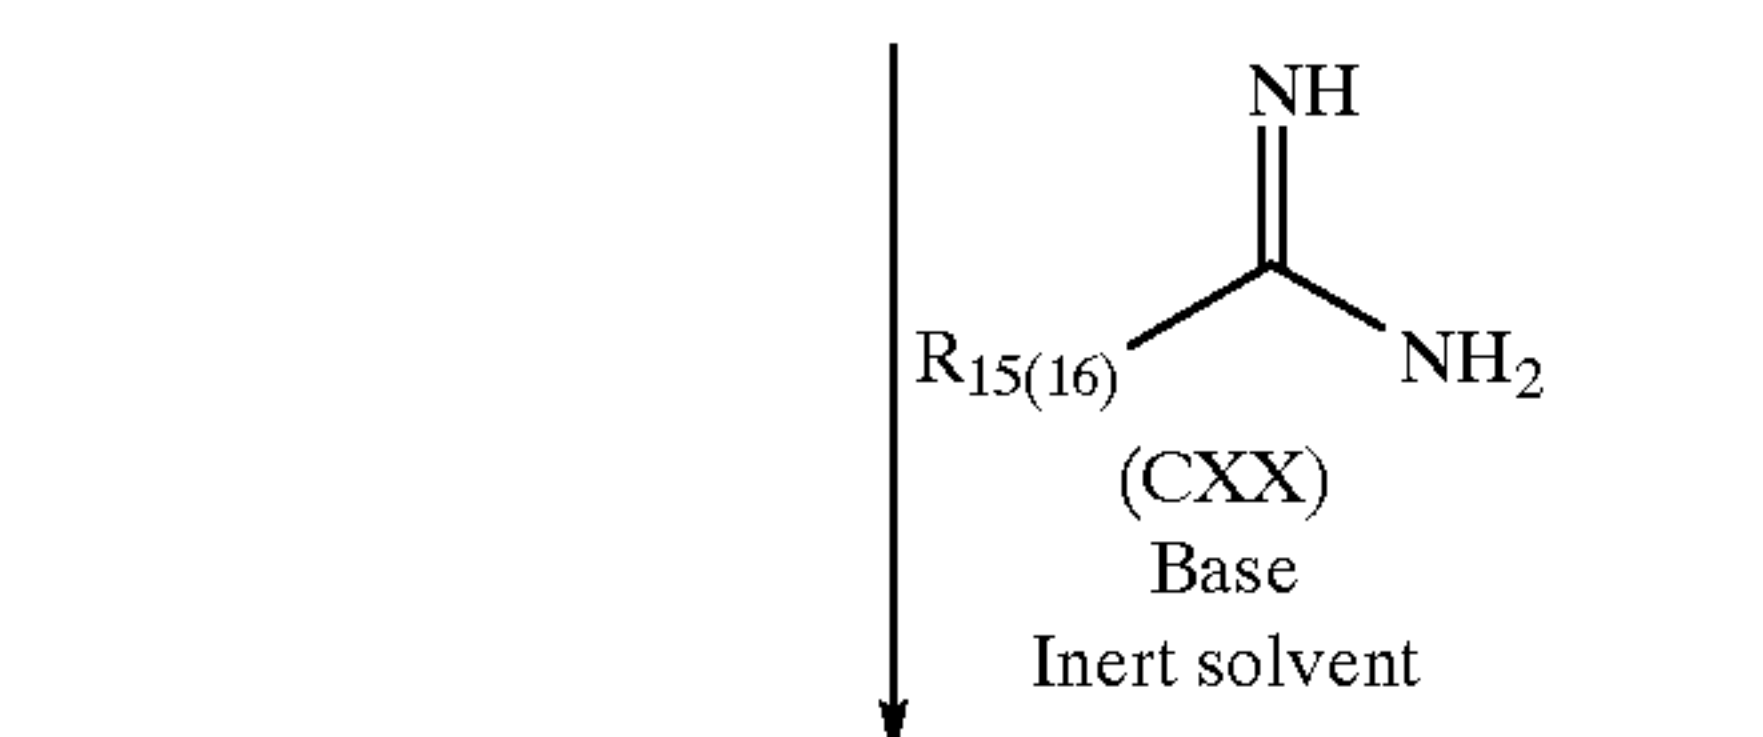 NH
R15(16) NH2
(CXX)
Base
Inert solvent